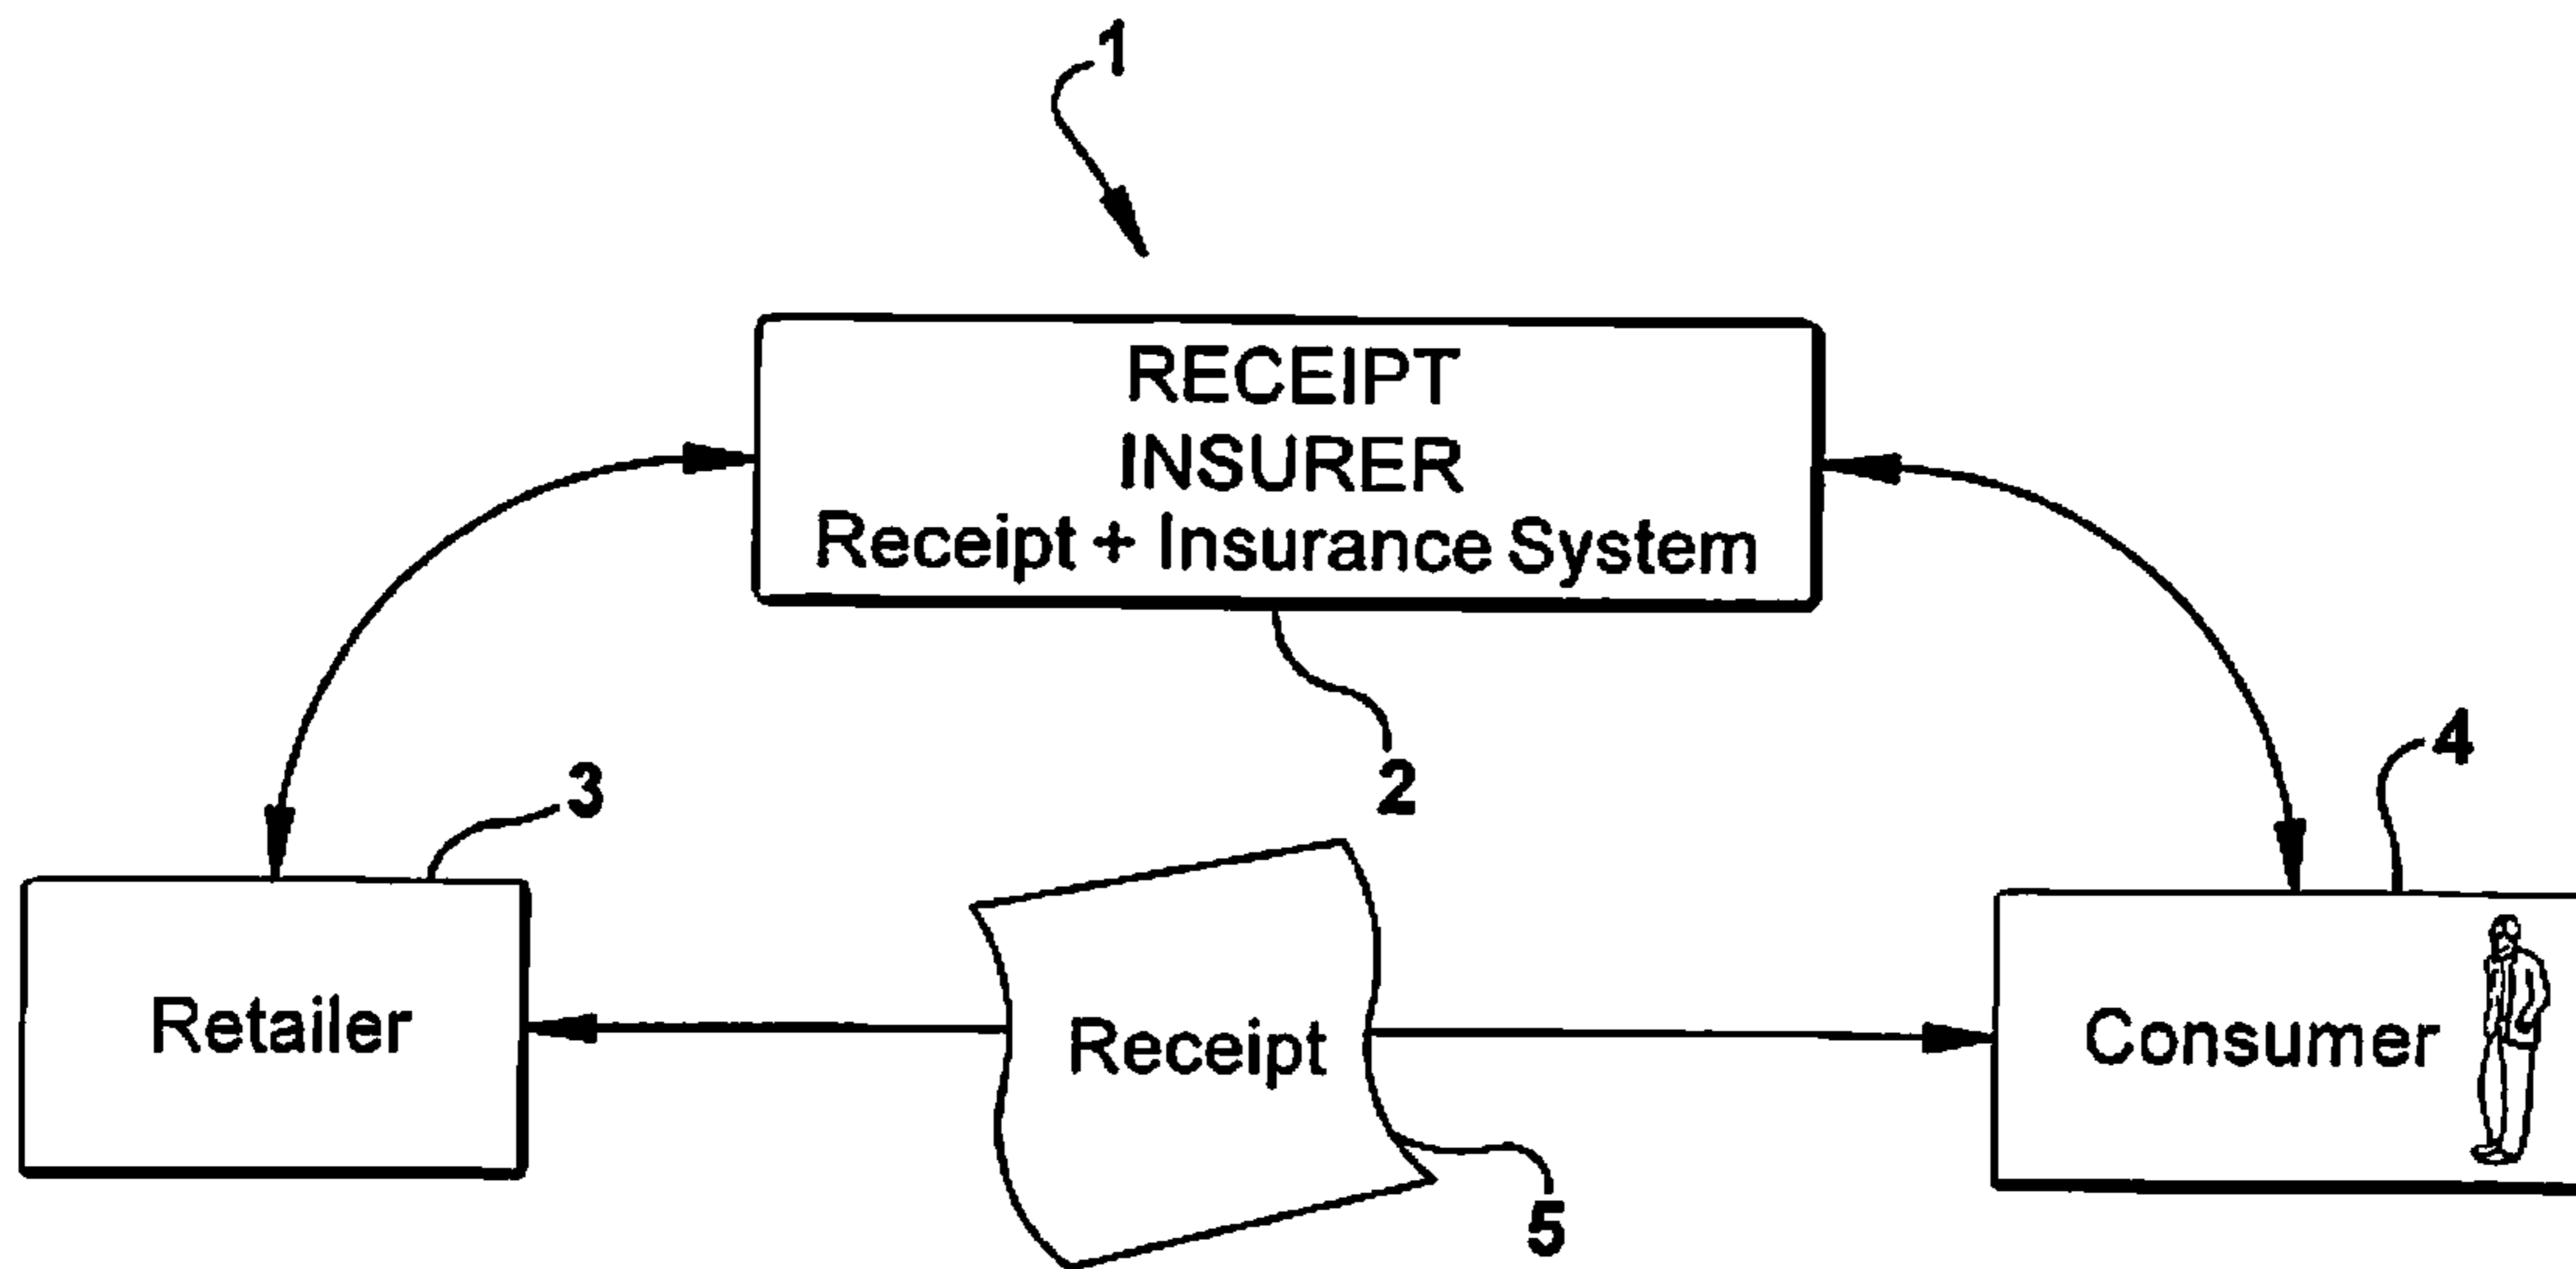 1
RECEIPT
INSURER
Receipt + Insurance System
2
3
4
Retailer
Receipt
Consumer
5